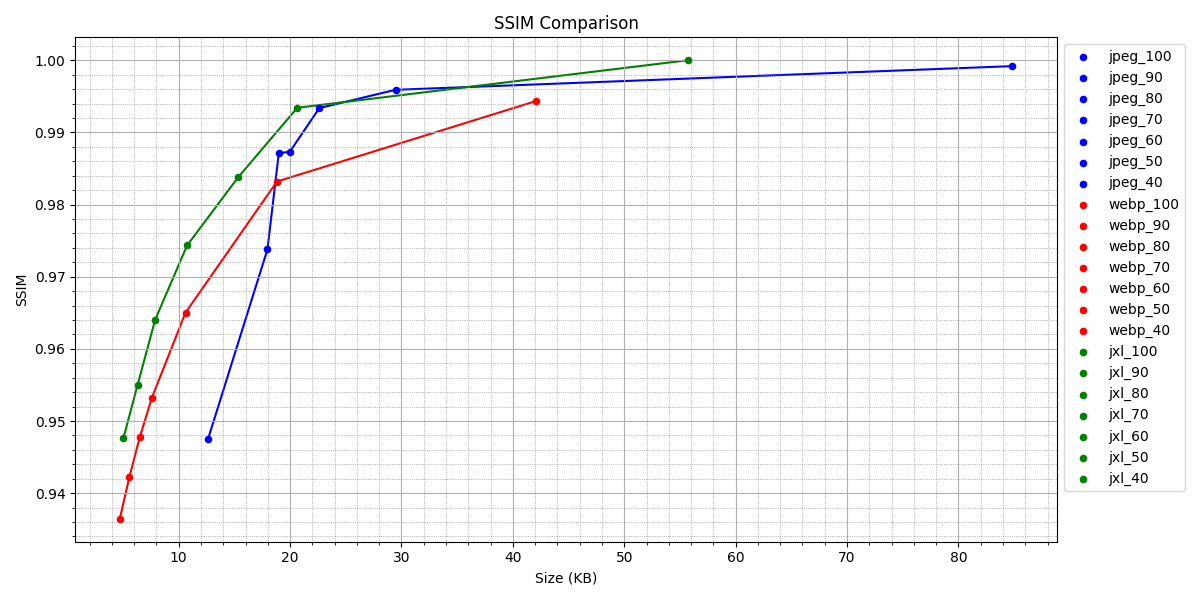 SSIM Comparison
1.00
0.99
0.98
0.97
0.96
0.95
0.94
SSIM
10 20 30 40 50 60 70 80
Size (KB)
jpeg_100
jpeg_90
jpeg_80
jpeg_70
jpeg_60
jpeg_50
jpeg_40
webp_100
webp_90
webp_80
webp_70
webp_60
webp_50
webp_40
jxl_100
jxl_90
jxl_80
jxl_70
jxl_60
jxl_50
jxl_40